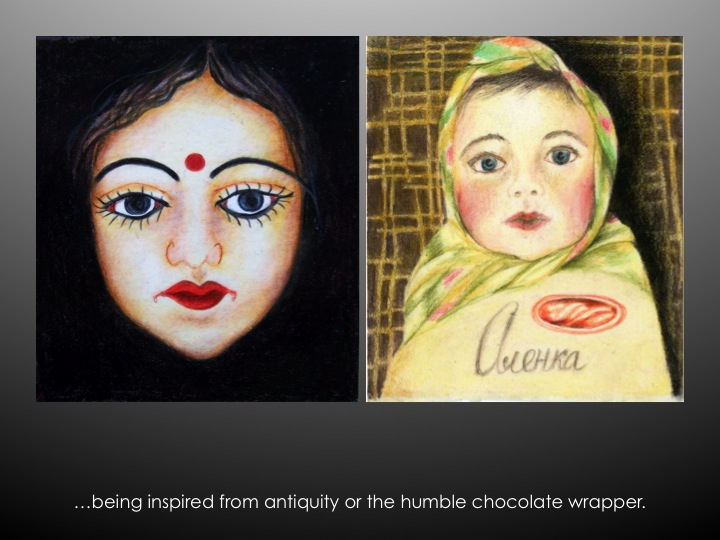 Аленка
…being inspired from antiquity or the humble chocolate wrapper.